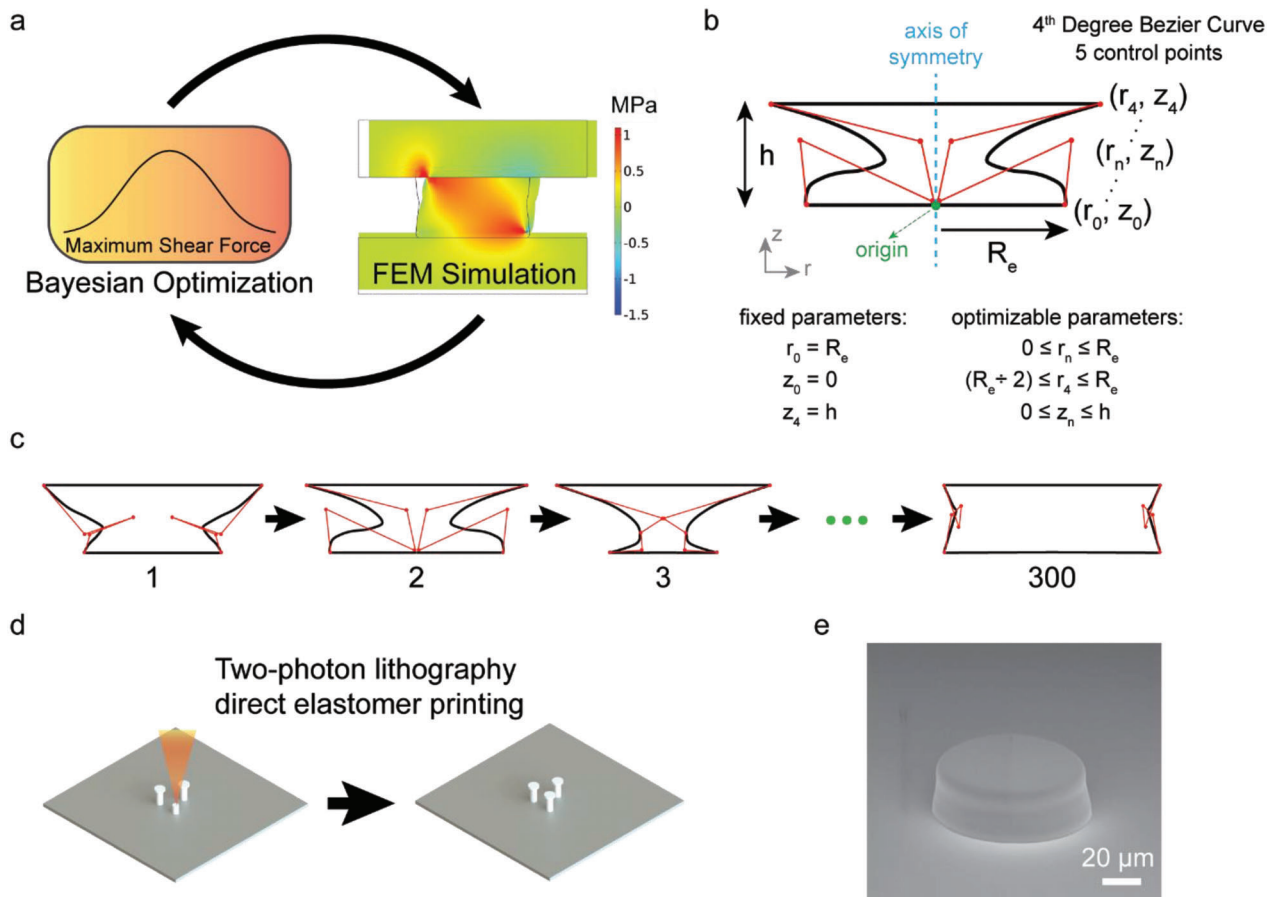 a
MPa
1
0.5
0
-0.5
-1
-1.5
Maximum Shear Force
Bayesian Optimization
FEM Simulation
b
axis of
symmetry
4th Degree Bezier Curve
5 control points
(r4, z4)
h
(rn, zn)
(r0, z0)
origin
z
r
Re
fixed parameters:
r0 = Re
z0 = 0
z4 = h
optimizable parameters:
0 ≤ rn ≤ Re
(Re÷ 2) ≤ r4 ≤ Re
0 ≤ zn ≤ h
c
1
2
3
300
d
Two-photon lithography
direct elastomer printing
e
20 µm